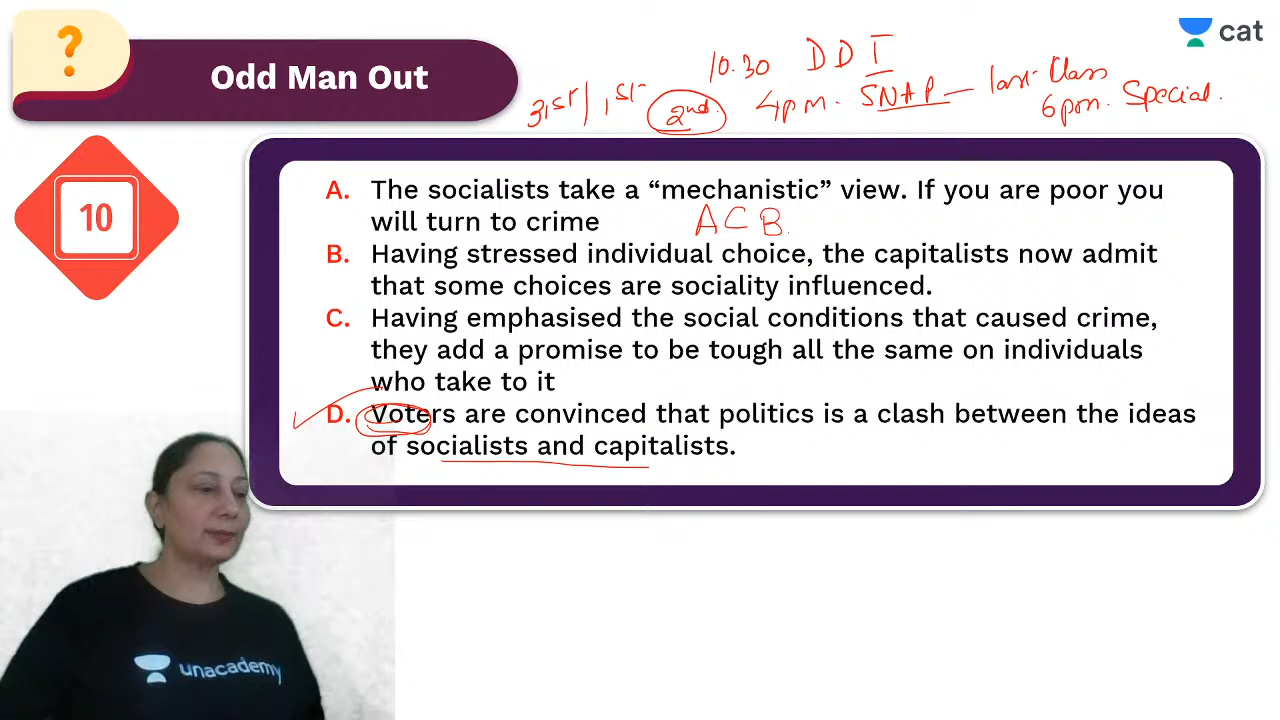 ?
Odd Man Out
10.30 DDT
31st / 1st 2nd. 4pm. SNAP — last Class
6pm. Special.
cat
10
A. The socialists take a “mechanistic” view. If you are poor you
will turn to crime
A C B.
B. Having stressed individual choice, the capitalists now admit
that some choices are sociality influenced.
C. Having emphasised the social conditions that caused crime,
they add a promise to be tough all the same on individuals
who take to it
D. Voters are convinced that politics is a clash between the ideas
of socialists and capitalists.
unacademy